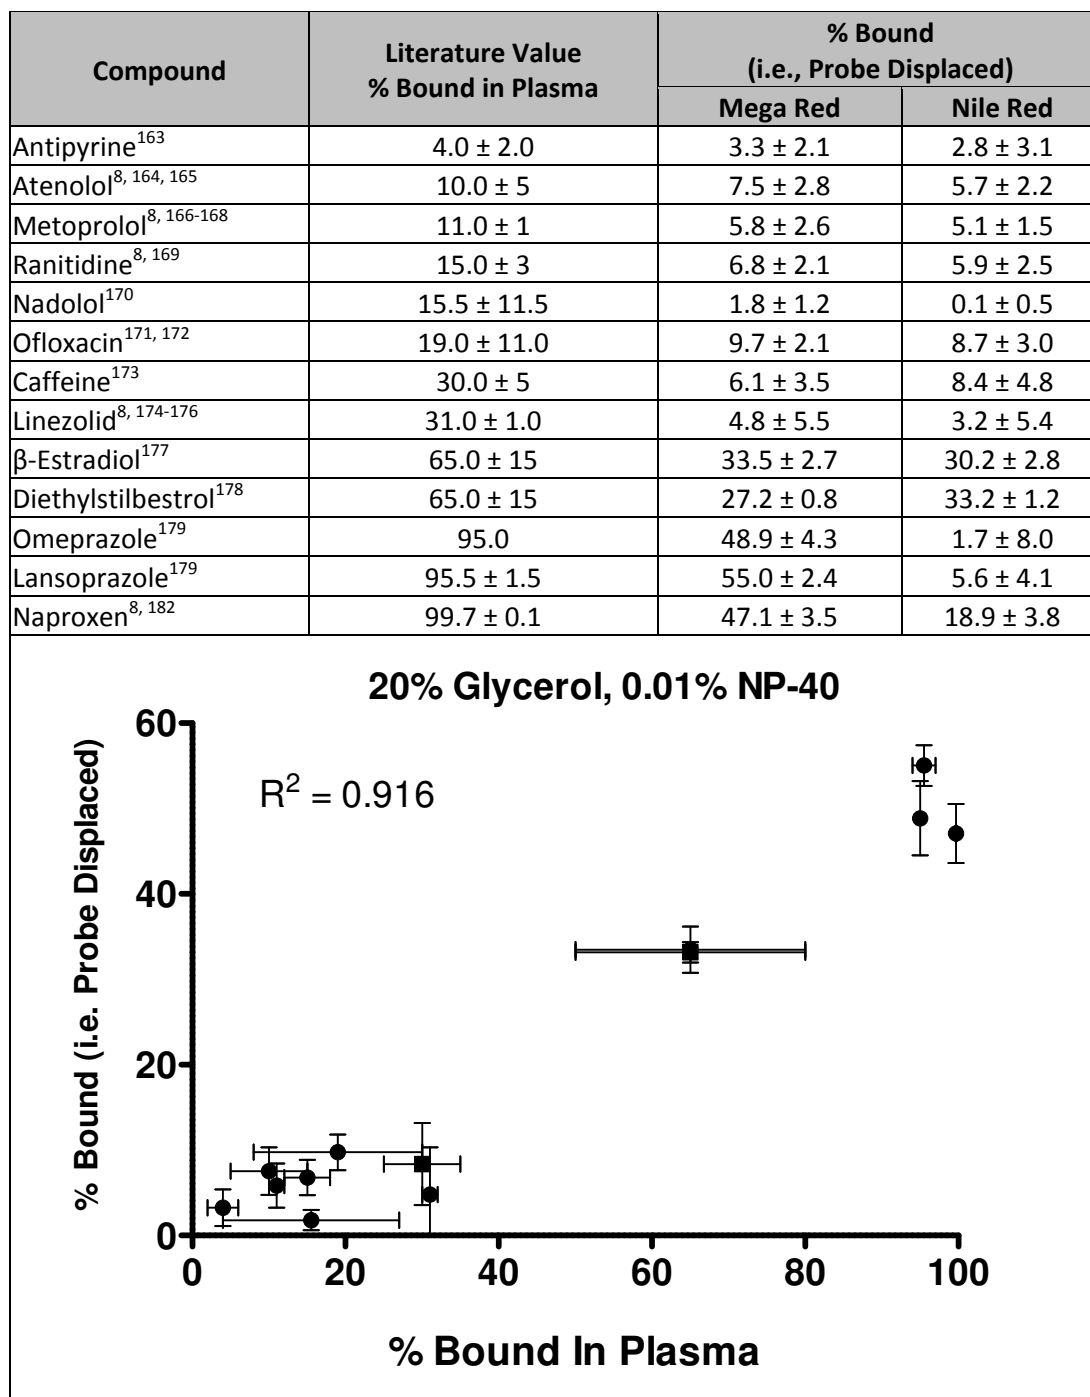 Compound | Literature Value % Bound in Plasma | % Bound (i.e., Probe Displaced)
Mega Red | Nile Red
Antipyrine163 | 4.0 ± 2.0 | 3.3 ± 2.1 | 2.8 ± 3.1
Atenolol8, 164, 165 | 10.0 ± 5 | 7.5 ± 2.8 | 5.7 ± 2.2
Metoprolol8, 166-168 | 11.0 ± 1 | 5.8 ± 2.6 | 5.1 ± 1.5
Ranitidine8, 169 | 15.0 ± 3 | 6.8 ± 2.1 | 5.9 ± 2.5
Nadolol170 | 15.5 ± 11.5 | 1.8 ± 1.2 | 0.1 ± 0.5
Ofloxacin171, 172 | 19.0 ± 11.0 | 9.7 ± 2.1 | 8.7 ± 3.0
Caffeine173 | 30.0 ± 5 | 6.1 ± 3.5 | 8.4 ± 4.8
Linezolid8, 174-176 | 31.0 ± 1.0 | 4.8 ± 5.5 | 3.2 ± 5.4
β-Estradiol177 | 65.0 ± 15 | 33.5 ± 2.7 | 30.2 ± 2.8
Diethylstilbestrol178 | 65.0 ± 15 | 27.2 ± 0.8 | 33.2 ± 1.2
Omeprazole179 | 95.0 | 48.9 ± 4.3 | 1.7 ± 8.0
Lansoprazole179 | 95.5 ± 1.5 | 55.0 ± 2.4 | 5.6 ± 4.1
Naproxen8, 182 | 99.7 ± 0.1 | 47.1 ± 3.5 | 18.9 ± 3.8
20% Glycerol, 0.01% NP-40
R2 = 0.916
% Bound (i.e. Probe Displaced)
60
40
20
0
0 20 40 60 80 100
% Bound In Plasma